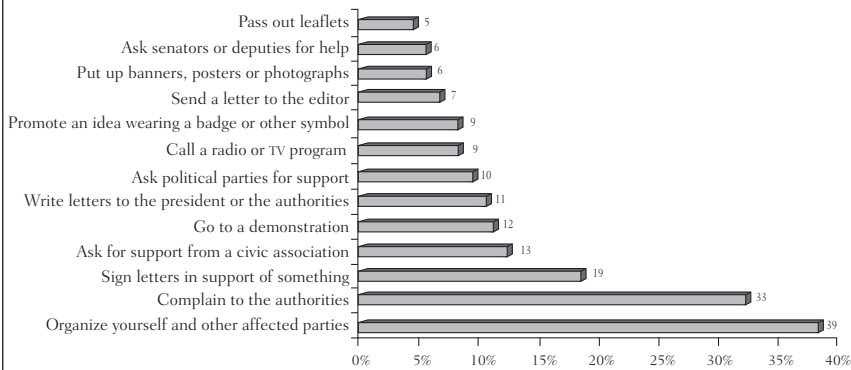 Pass out leaflets 5
Ask senators or deputies for help 6
Put up banners, posters or photographs 6
Send a letter to the editor 7
Promote an idea wearing a badge or other symbol 9
Call a radio or TV program 9
Ask political parties for support 10
Write letters to the president or the authorities 11
Go to a demonstration 12
Ask for support from a civic association 13
Sign letters in support of something 19
Complain to the authorities 33
Organize yourself and other affected parties 39
0% 5% 10% 15% 20% 25% 30% 35% 40%